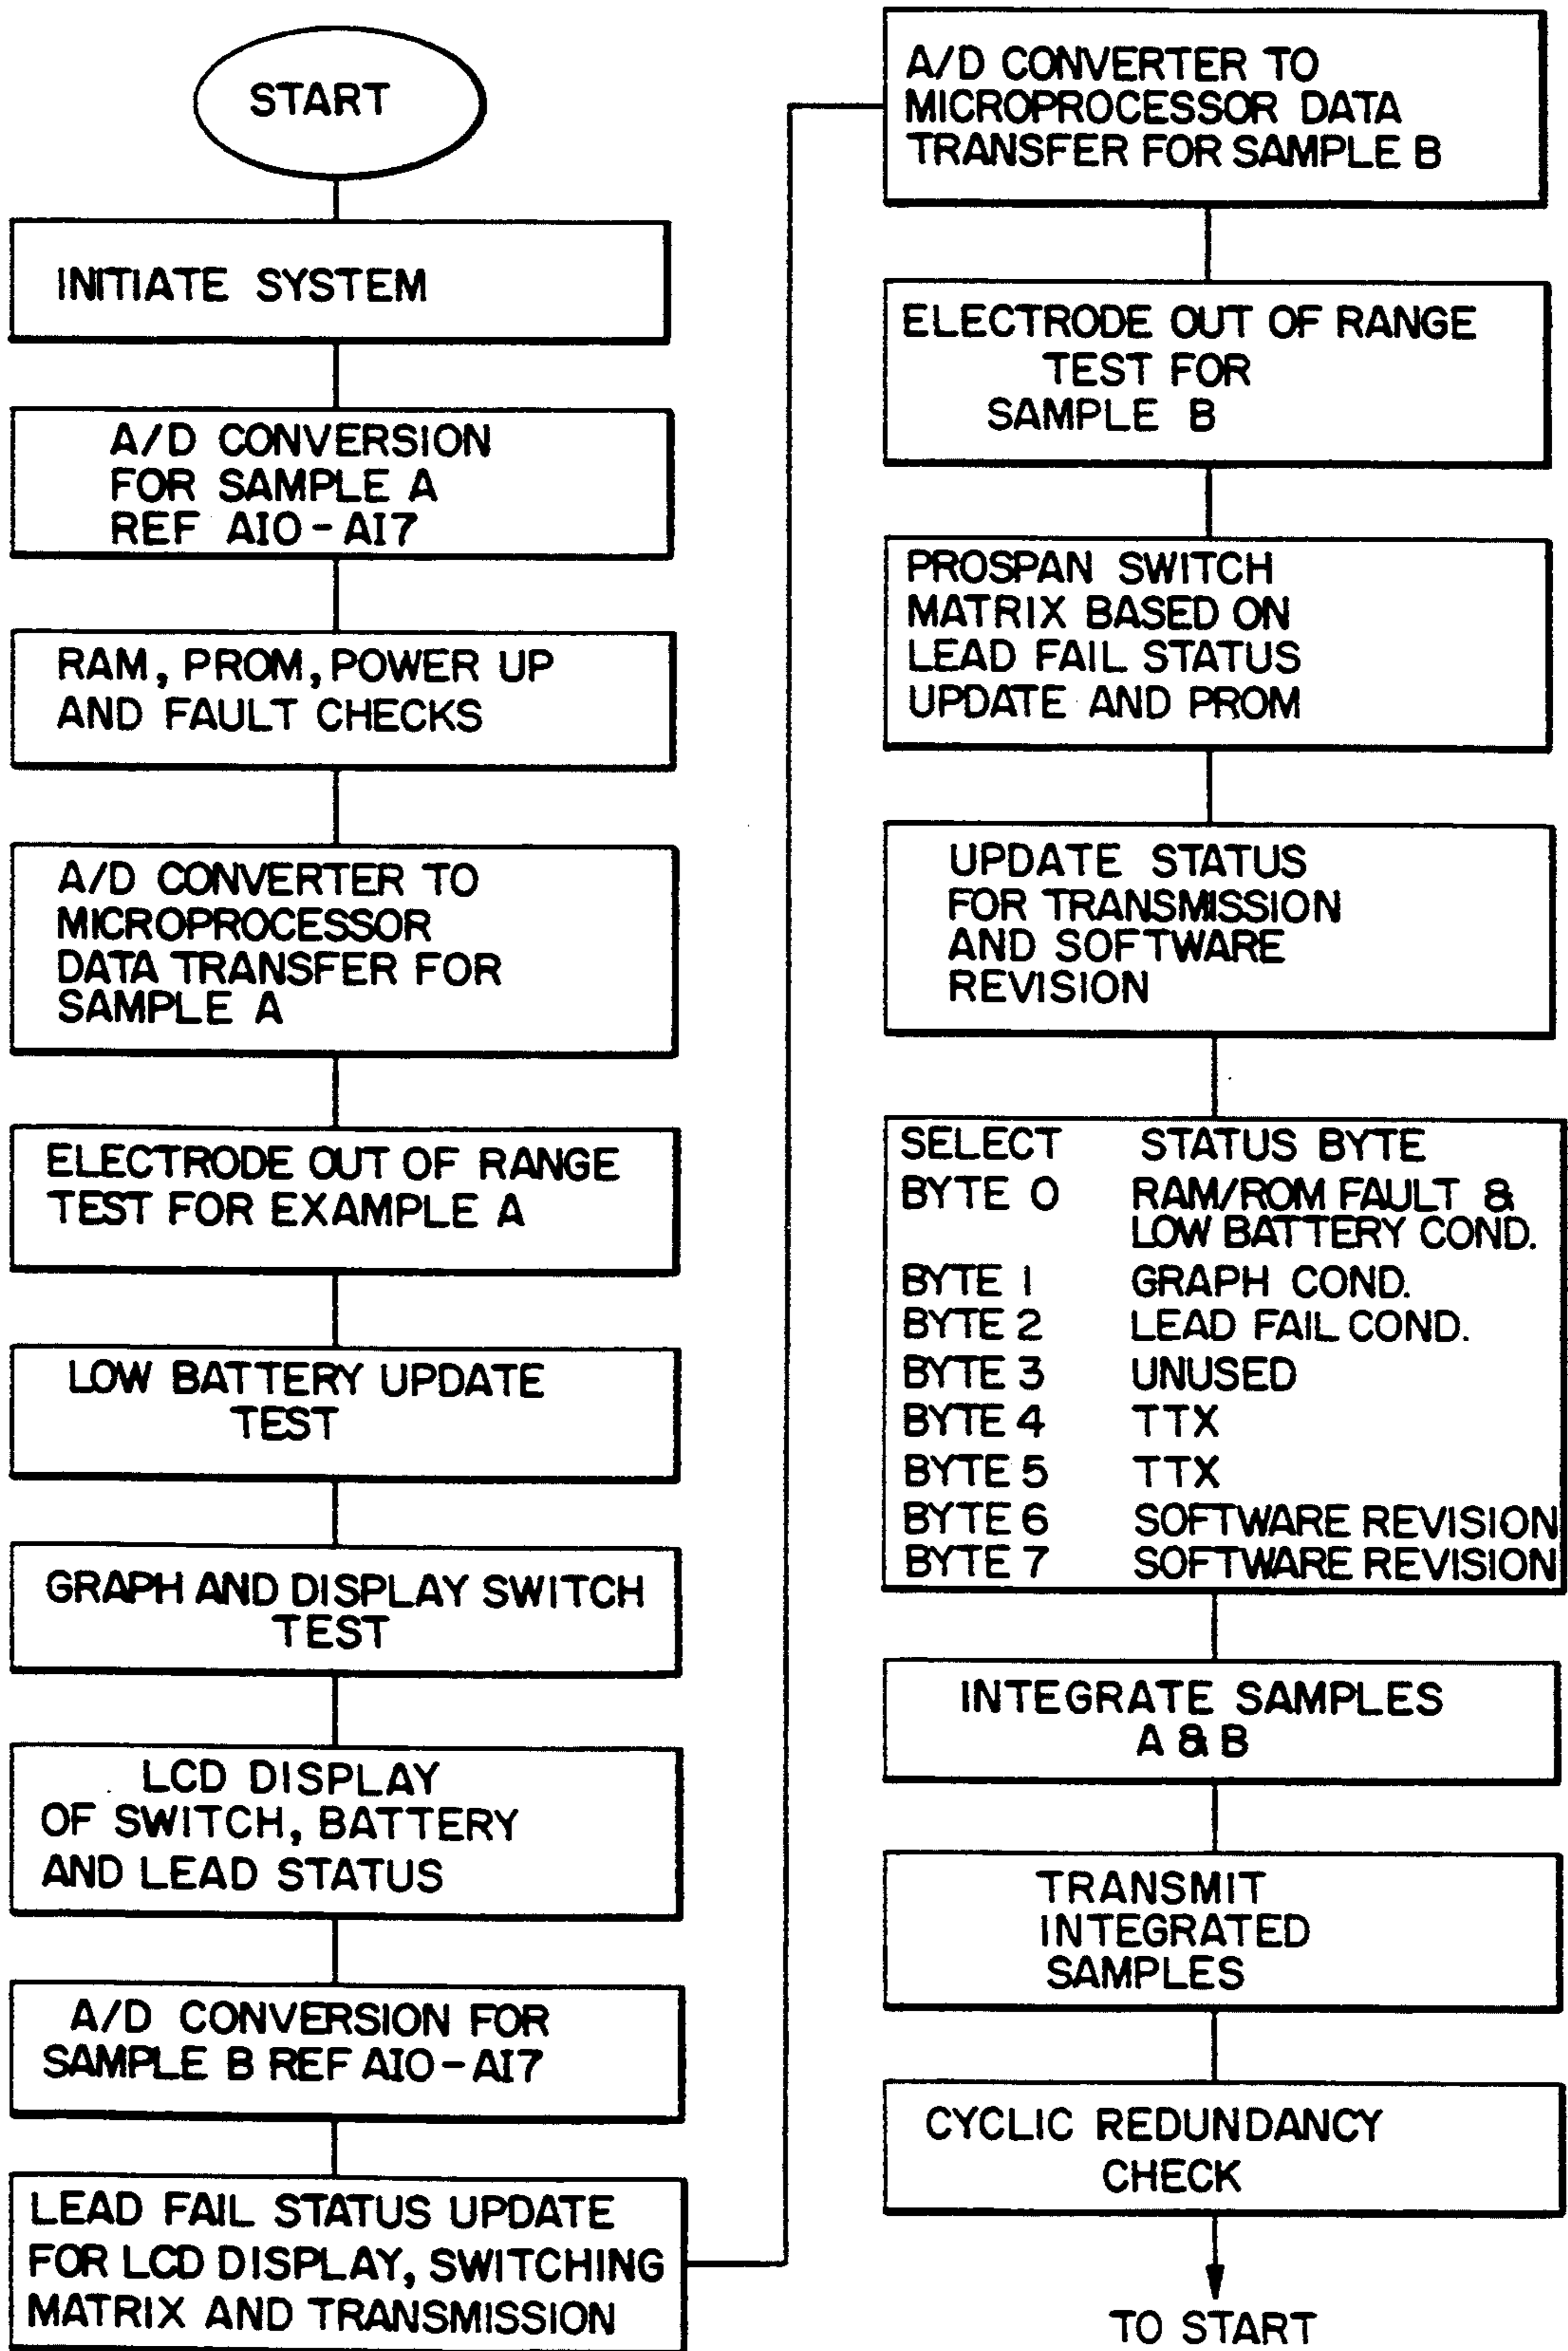 START
INITIATE SYSTEM
A/D CONVERSION
FOR SAMPLE A
REF AI0-AI7
RAM, PROM, POWER UP
AND FAULT CHECKS
A/D CONVERTER TO
MICROPROCESSOR
DATA TRANSFER FOR
SAMPLE A
ELECTRODE OUT OF RANGE
TEST FOR EXAMPLE A
LOW BATTERY UPDATE
TEST
GRAPH AND DISPLAY SWITCH
TEST
LCD DISPLAY
OF SWITCH, BATTERY
AND LEAD STATUS
A/D CONVERSION FOR
SAMPLE B REF AI0-AI7
LEAD FAIL STATUS UPDATE
FOR LCD DISPLAY, SWITCHING
MATRIX AND TRANSMISSION
A/D CONVERTER TO
MICROPROCESSOR DATA
TRANSFER FOR SAMPLE B
ELECTRODE OUT OF RANGE
TEST FOR
SAMPLE B
PROSPAN SWITCH
MATRIX BASED ON
LEAD FAIL STATUS
UPDATE AND PROM
UPDATE STATUS
FOR TRANSMISSION
AND SOFTWARE
REVISION
SELECT STATUS BYTE
BYTE 0 RAM/ROM FAULT &
LOW BATTERY COND.
BYTE 1 GRAPH COND.
BYTE 2 LEAD FAIL COND.
BYTE 3 UNUSED
BYTE 4 TTX
BYTE 5 TTX
BYTE 6 SOFTWARE REVISION
BYTE 7 SOFTWARE REVISION
INTEGRATE SAMPLES
A & B
TRANSMIT
INTEGRATED
SAMPLES
CYCLIC REDUNDANCY
CHECK
TO START